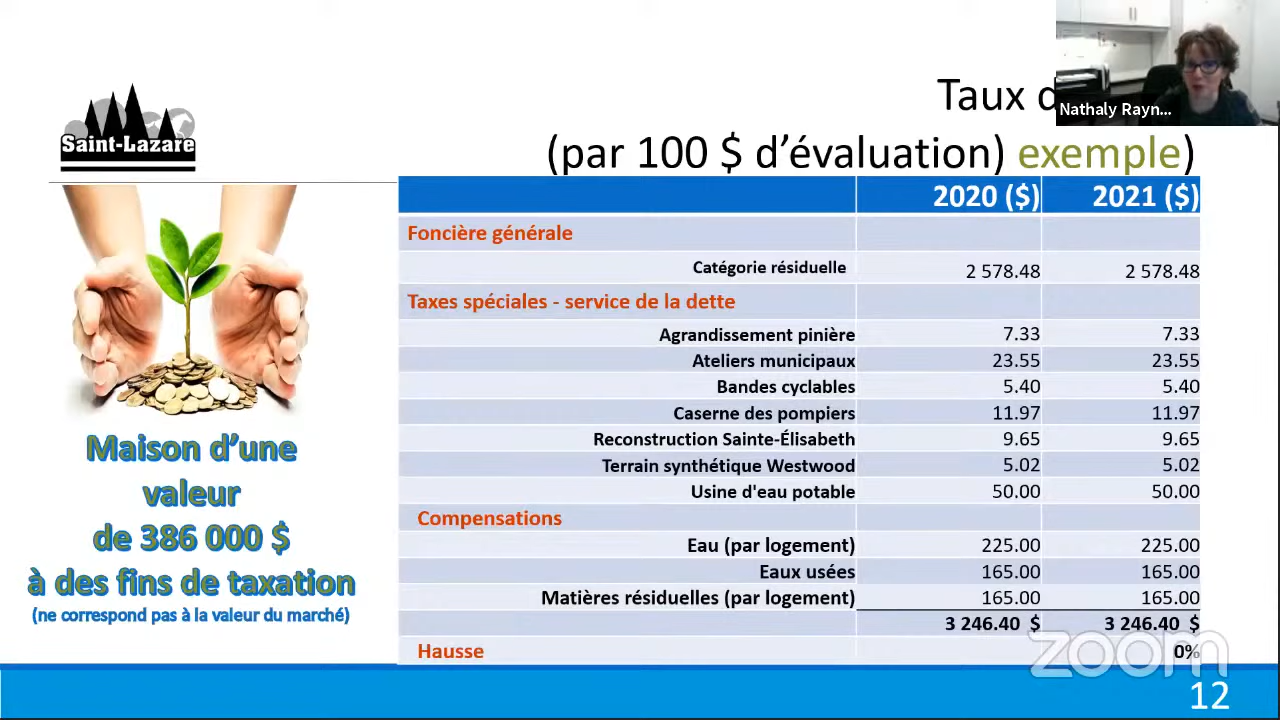 Taux d
(par 100 $ d’évaluation) exemple)
Nathaly Rayn...
Saint-Lazare
Maison d’une
valeur
de 386 000 $
à des fins de taxation
(ne correspond pas à la valeur du marché)
2020 ($) 2021 ($)
Foncière générale
Catégorie résiduelle 2 578.48 2 578.48
Taxes spéciales - service de la dette
Agrandissement pinière 7.33 7.33
Ateliers municipaux 23.55 23.55
Bandes cyclables 5.40 5.40
Caserne des pompiers 11.97 11.97
Reconstruction Sainte-Élisabeth 9.65 9.65
Terrain synthétique Westwood 5.02 5.02
Usine d'eau potable 50.00 50.00
Compensations
Eau (par logement) 225.00 225.00
Eaux usées 165.00 165.00
Matières résiduelles (par logement) 165.00 165.00
3 246.40 $ 3 246.40 $
Hausse 0%
zoom
12